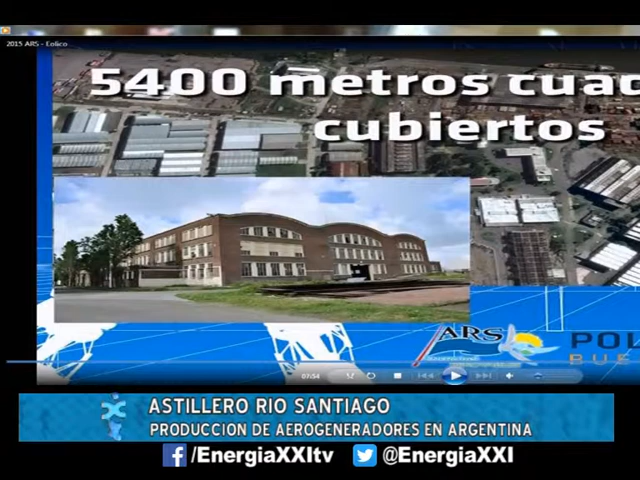 2015 ARS - Eolico
5400 metros cuad
cubiertos
ARS
POL
BUE
07:54
ASTILLERO RIO SANTIAGO
PRODUCCION DE AEROGENERADORES EN ARGENTINA
/EnergiaXXItv @EnergiaXXI